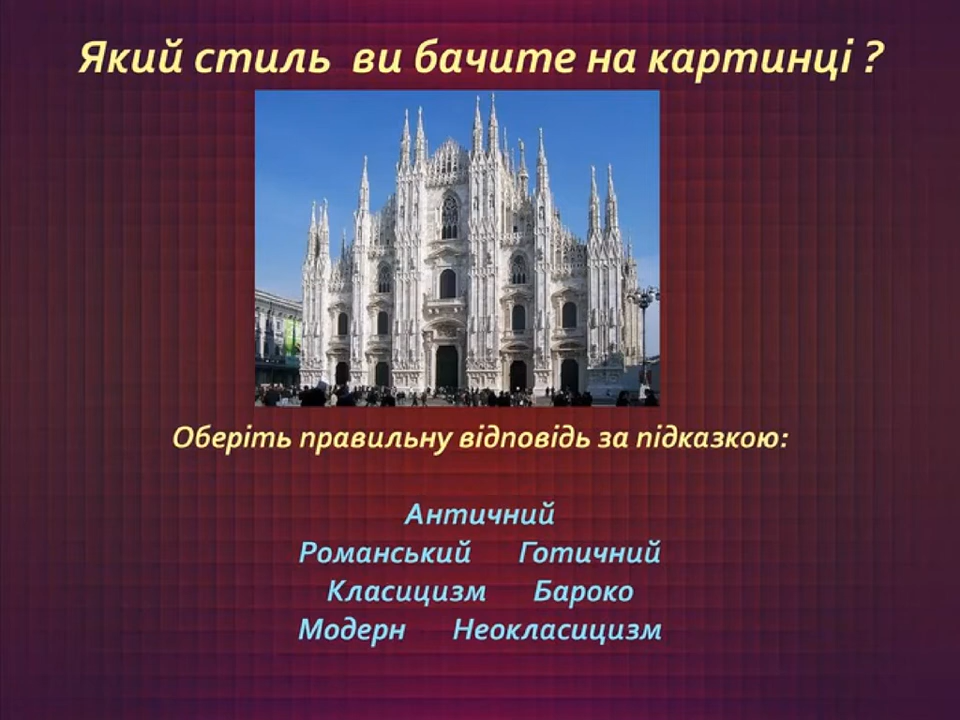 Який стиль ви бачите на картинці ?
Оберіть правильну відповідь за підказкою:
Античний
Романський Готичний
Класицизм Бароко
Модерн Неокласицизм